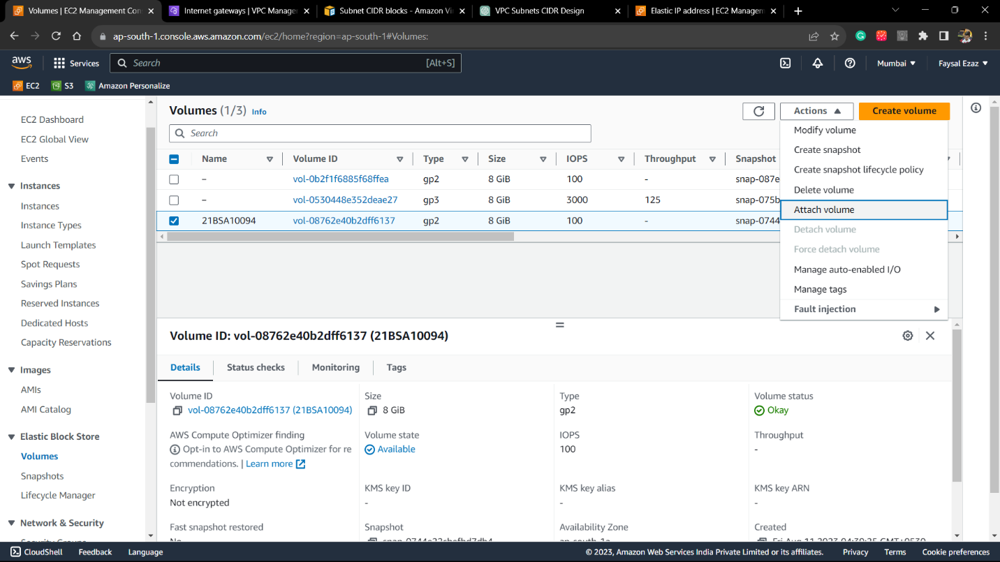 Volumes | EC2 Management Con
Internet gateways | VPC Manager
Subnet CIDR blocks - Amazon Vi
VPC Subnets CIDR Design
Elastic IP address | EC2 Managem
ap-south-1.console.aws.amazon.com/ec2/home?region=ap-south-1#Volumes:
aws
Services
Search
[Alt+S]
Mumbai
Faysal Ezaz
EC2
S3
Amazon Personalize
EC2 Dashboard
EC2 Global View
Events
Instances
Instances
Instance Types
Launch Templates
Spot Requests
Savings Plans
Reserved Instances
Dedicated Hosts
Capacity Reservations
Images
AMIs
AMI Catalog
Elastic Block Store
Volumes
Snapshots
Lifecycle Manager
Network & Security
Volumes (1/3) Info
Actions
Create volume
Search
Name Volume ID Type Size IOPS Throughput Snapshot
– vol-0b2f1f6885f68ffea gp2 8 GiB 100 - snap-087e
– vol-0530448e352deae27 gp3 8 GiB 3000 125 snap-075b
21BSA10094 vol-08762e40b2dff6137 gp2 8 GiB 100 - snap-0744
Modify volume
Create snapshot
Create snapshot lifecycle policy
Delete volume
Attach volume
Detach volume
Force detach volume
Manage auto-enabled I/O
Manage tags
Fault injection
Volume ID: vol-08762e40b2dff6137 (21BSA10094)
Details Status checks Monitoring Tags
Volume ID
vol-08762e40b2dff6137 (21BSA10094)
Size
8 GiB
Type
gp2
Volume status
Okay
AWS Compute Optimizer finding
Opt-in to AWS Compute Optimizer for re
commendations. | Learn more
Volume state
Available
IOPS
100
Throughput
-
Encryption
Not encrypted
KMS key ID
-
KMS key alias
-
KMS key ARN
-
Fast snapshot restored
No
Snapshot
Availability Zone
ap-south-1a
Created
CloudShell Feedback Language
© 2023, Amazon Web Services India Private Limited or its affiliates. Privacy Terms Cookie preferences